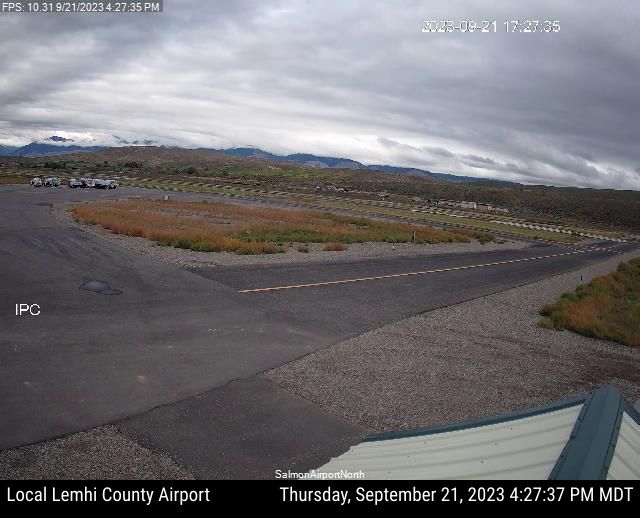 FPS: 10.31 9/21/2023 4:27:35 PM
2023-09-21 17:27:35
IPC
SalmonAirportNorth
Local Lemhi County Airport Thursday, September 21, 2023 4:27:37 PM MDT